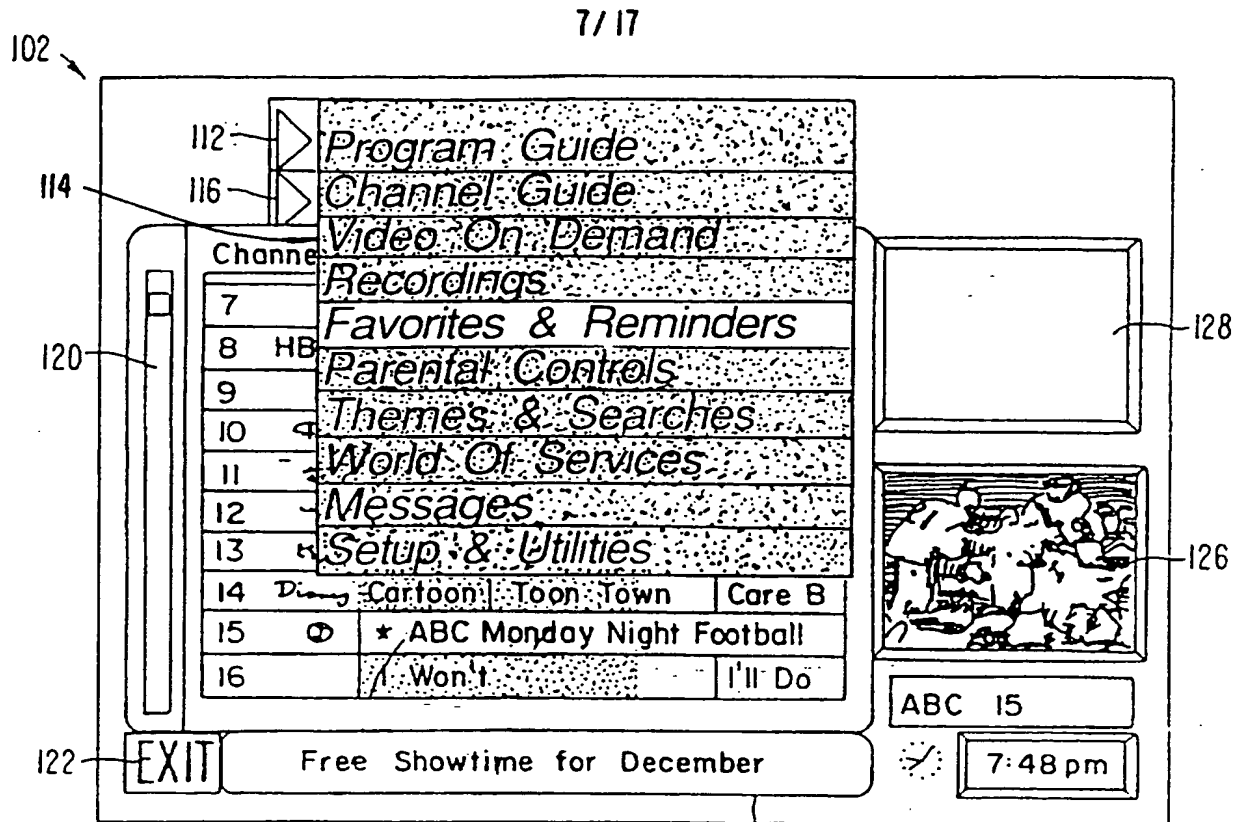 7/17
102
112
Program Guide
114
116
Channel Guide
Video On Demand
Channe
Recordings
7
Favorites & Reminders
128
120
8 HB
Parental Controls
9
Themes & Searches
10
World Of Services
11
Messages
12
Setup & Utilities
13
126
14 Disney Cartoon Toon Town Care B
15 ★ ABC Monday Night Football
16 I Won't I'll Do
ABC 15
122
EXIT
Free Showtime for December
7:48 pm